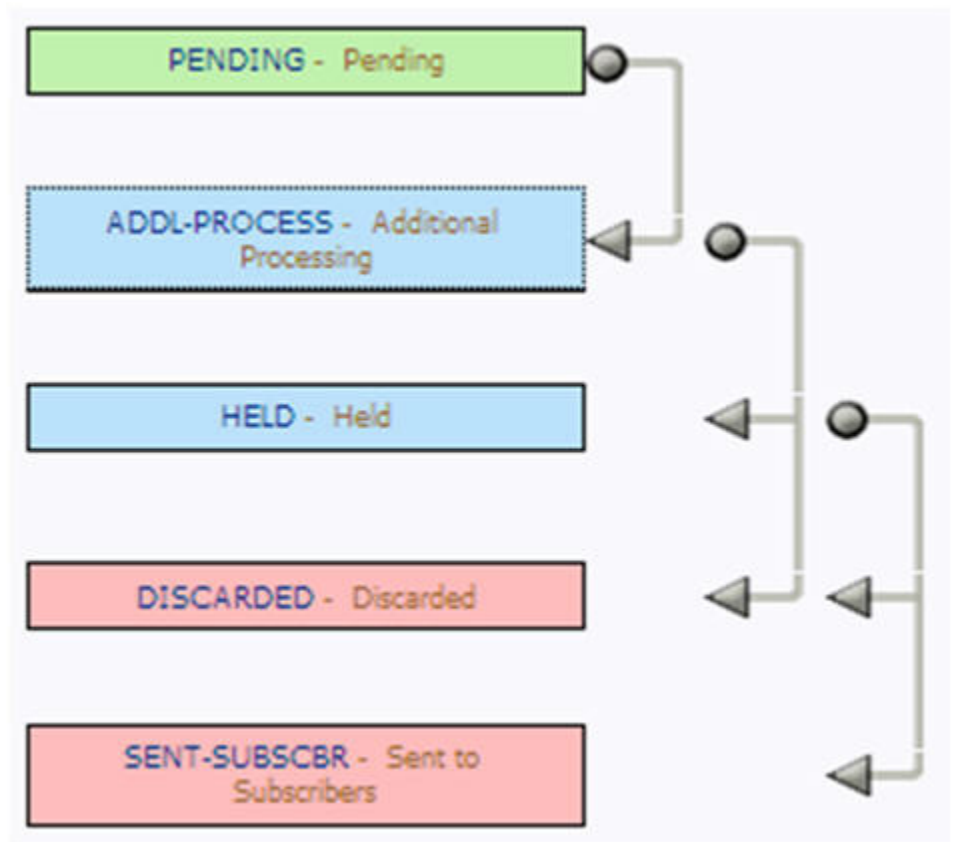 PENDING - Pending
ADDL-PROCESS - Additional
Processing
HELD - Held
DISCARDED - Discarded
SENT-SUBSCBR - Sent to
Subscribers